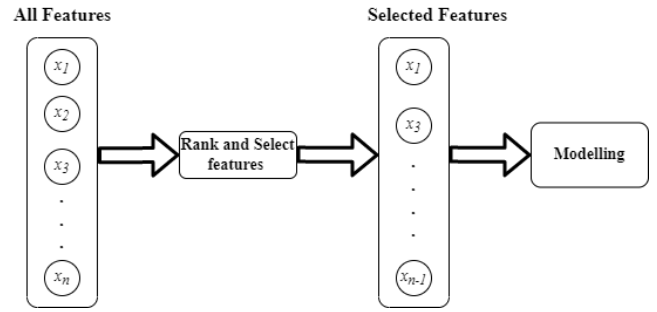 All Features
x1
x2
x3
.
.
.
xn
Rank and Select
features
Selected Features
x1
x3
.
.
.
.
xn-1
Modelling